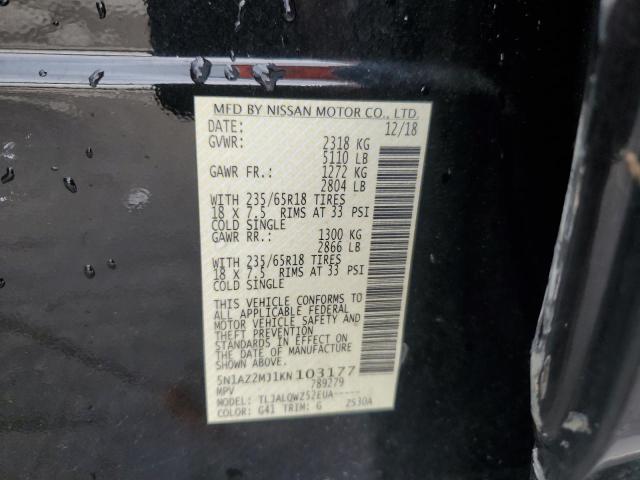 MFD BY NISSAN MOTOR CO., LTD.
DATE: 12/18
GVWR: 2318 KG
5110 LB
GAWR FR.: 1272 KG
2804 LB
WITH 235/65R18 TIRES
18 X 7.5 RIMS AT 33 PSI
COLD SINGLE
GAWR RR.: 1300 KG
2866 LB
WITH 235/65R18 TIRES
18 X 7.5 RIMS AT 33 PSI
COLD SINGLE
THIS VEHICLE CONFORMS TO
ALL APPLICABLE FEDERAL
MOTOR VEHICLE SAFETY AND
THEFT PREVENTION
STANDARDS IN EFFECT ON
THE DATE OF MANUFACTURE
SHOWN ABOVE.
5N1AZ2MJ1KN103177
MPV 789279
MODEL: TLJALQWZ52EUA-----
COLOR: G41 TRIM: G 2530A